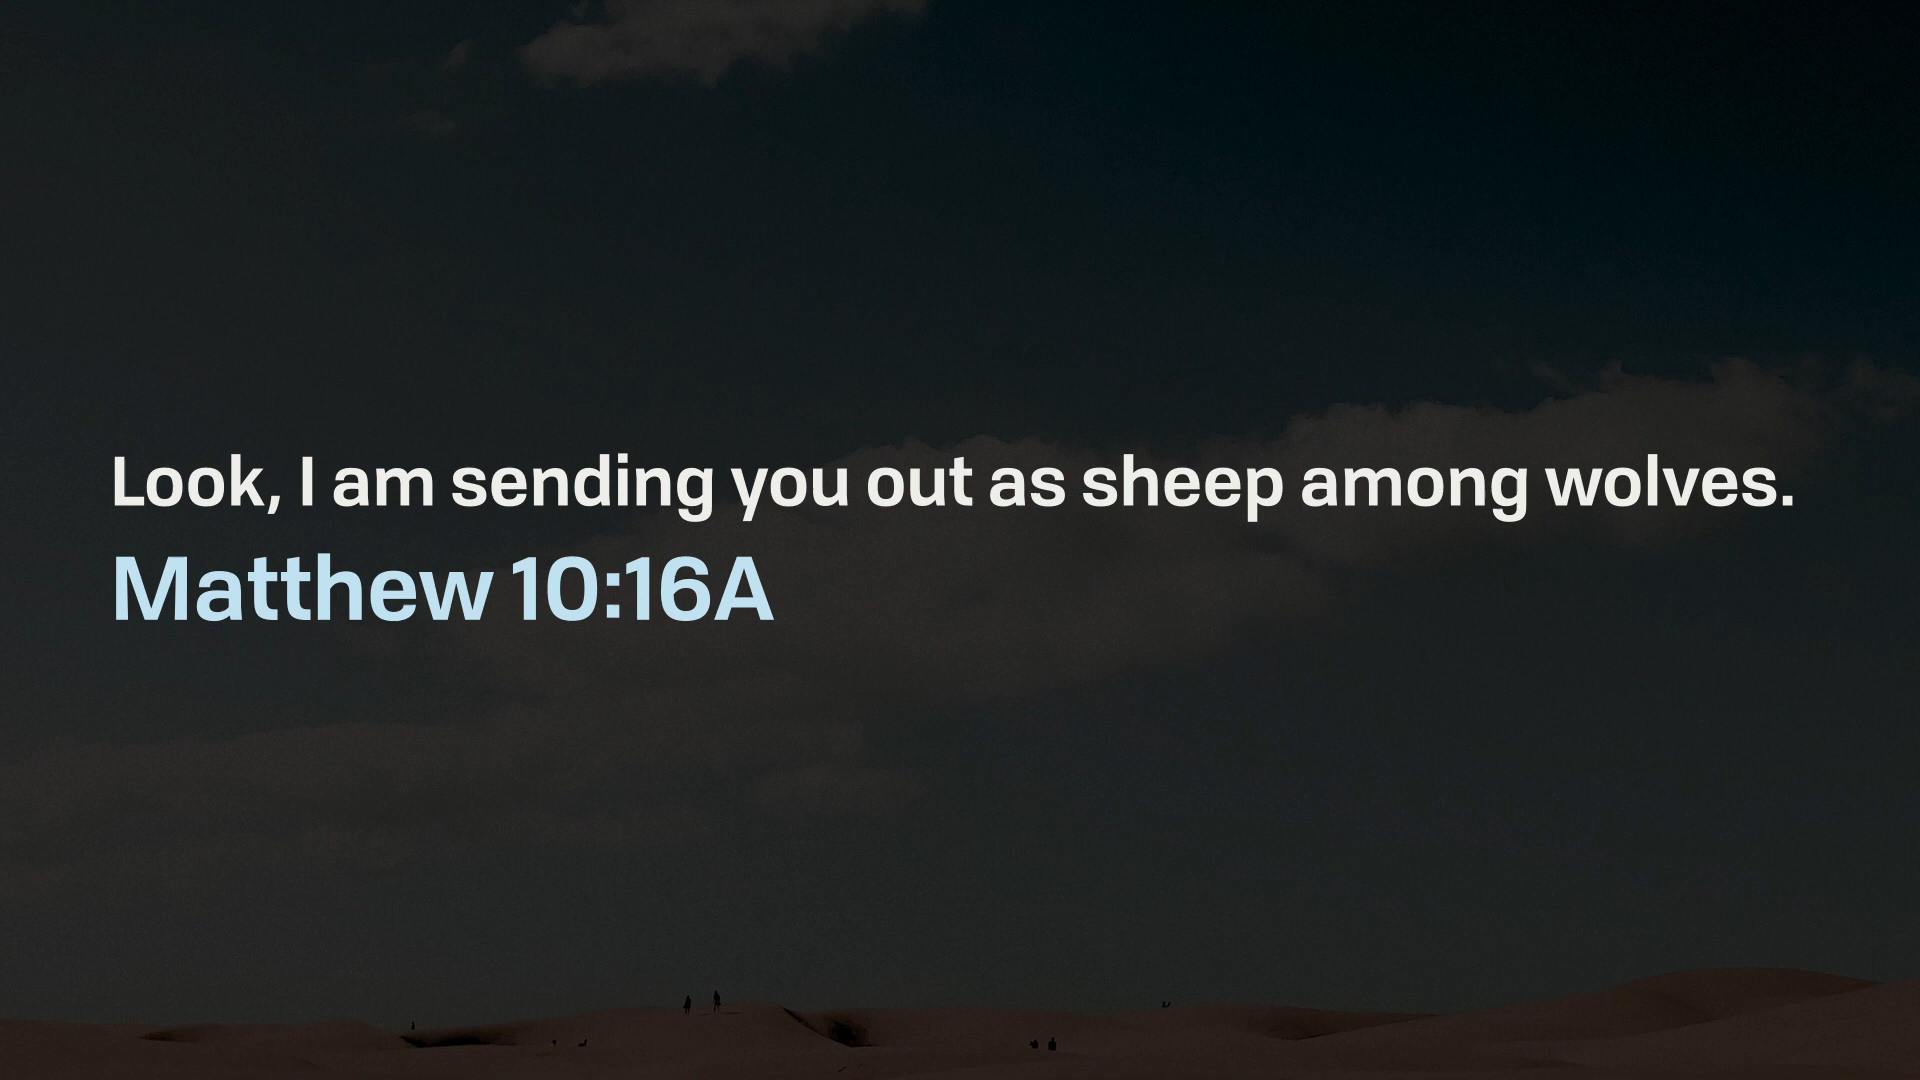 Look, I am sending you out as sheep among wolves.
Matthew 10:16A